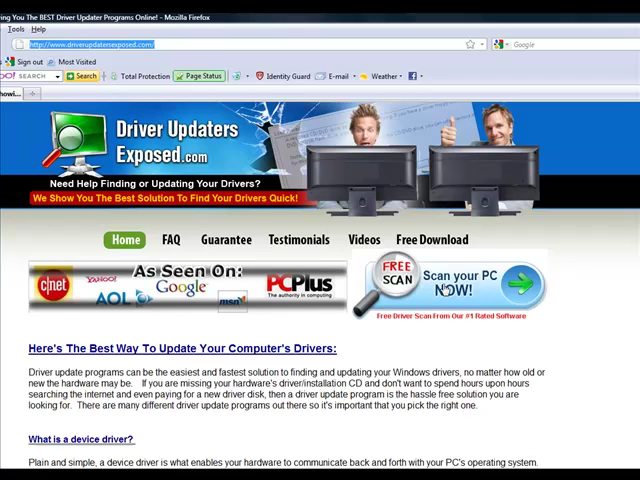 ing You The BEST Driver Updater Programs Online! - Mozilla Firefox
Tools Help
http://www.driverupdatersexposed.com/
Google
Sign out Most Visited
SEARCH Search Total Protection Page Status Identity Guard E-mail Weather
Driver Updaters
Exposed.com
Need Help Finding or Updating Your Drivers?
We Show You The Best Solution To Find Your Drivers Quick!
Home FAQ Guarantee Testimonials Videos Free Download
As Seen On:
c|net YAHOO! AOL Google msn PCPlus
The authority in computing
FREE SCAN
Scan your PC NOW!
Free Driver Scan From Our #1 Rated Software
Here's The Best Way To Update Your Computer's Drivers:
Driver update programs can be the easiest and fastest solution to finding and updating your Windows drivers, no matter how old or
new the hardware may be. If you are missing your hardware's driver/installation CD and don't want to spend hours upon hours
searching the internet and even paying for a new driver disk, then a driver update program is the hassle free solution you are
looking for. There are many different driver update programs out there so it's important that you pick the right one.
What is a device driver?
Plain and simple, a device driver is what enables your hardware to communicate back and forth with your PC's operating system.